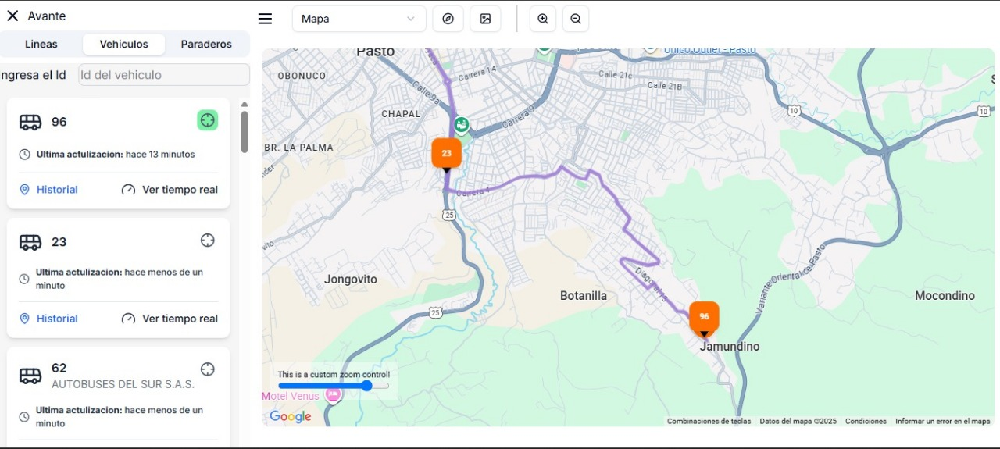 Avante
Lineas
Vehiculos
Paraderos
ngresa el Id
Id del vehiculo
96
Ultima actulizacion: hace 13 minutos
Historial
Ver tiempo real
23
Ultima actulizacion: hace menos de un
minuto
Historial
Ver tiempo real
62
AUTOBUSES DEL SUR S.A.S.
Ultima actulizacion: hace menos de un
minuto
Mapa
Pasto
Unico Outlet - Pasto
OBONUCO
Carrera 14
Calle 21c
Calle 21B
Calle 9a
CHAPAL
Carrera 9
10
10
BR. LA PALMA
23
Carrera 4
25
Jongovito
Diagonal 15
Botanilla
Variante Oriental de Pasto
Mocondino
25
96
Jamundino
This is a custom zoom control!
Motel Venus
Google
Combinaciones de teclas
Datos del mapa ©2025
Condiciones
Informar un error en el mapa